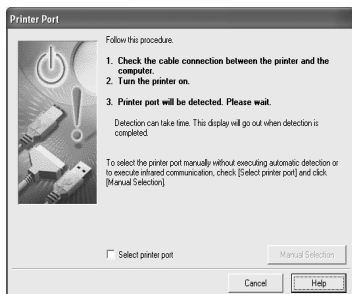 Printer Port
Follow this procedure.
1. Check the cable connection between the printer and the
computer.
2. Turn the printer on.
3. Printer port will be detected. Please wait.
Detection can take time. This display will go out when detection is
completed.
To select the printer port manually without executing automatic detection or
to execute infrared communication, check [Select printer port] and click
[Manual Selection].
Select printer port
Manual Selection
Cancel
Help